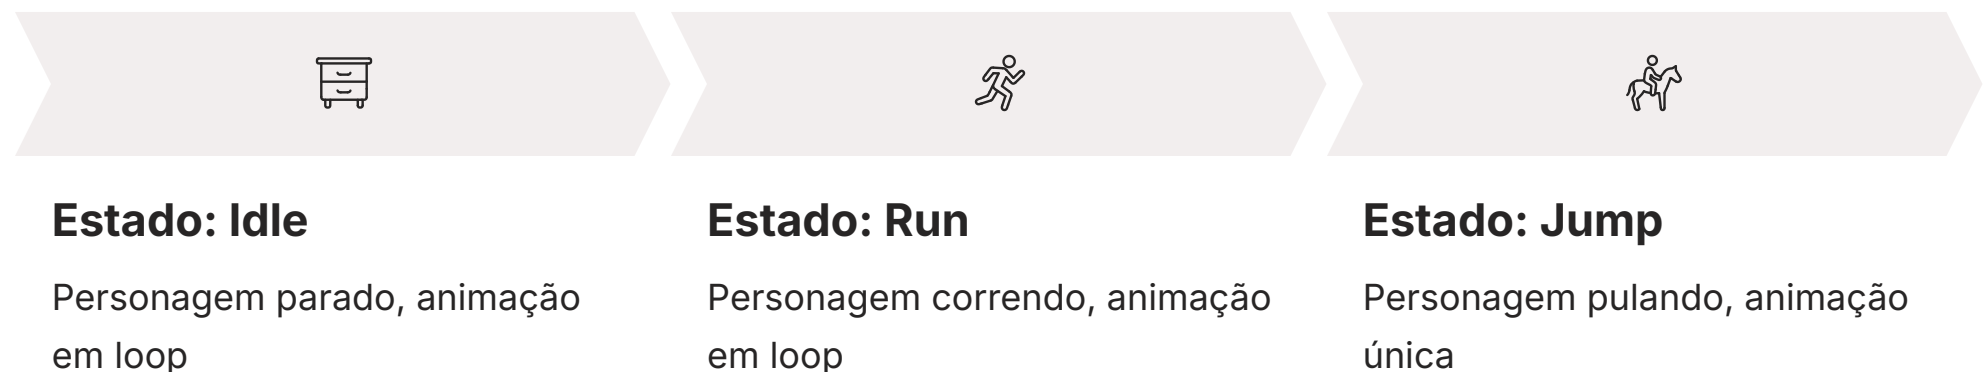 Estado: Idle
Personagem parado, animação
em loop
Estado: Run
Personagem correndo, animação
em loop
Estado: Jump
Personagem pulando, animação
única